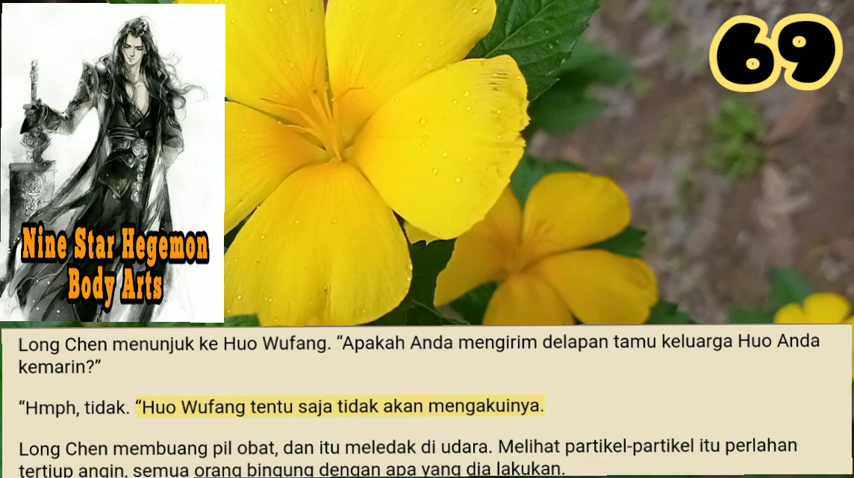 69
Nine Star Hegemon
Body Arts
Long Chen menunjuk ke Huo Wufang. “Apakah Anda mengirim delapan tamu keluarga Huo Anda
kemarin?”
“Hmph, tidak. “Huo Wufang tentu saja tidak akan mengakuinya.
Long Chen membuang pil obat, dan itu meledak di udara. Melihat partikel-partikel itu perlahan
tertiup angin, semua orang bingung dengan apa yang dia lakukan.